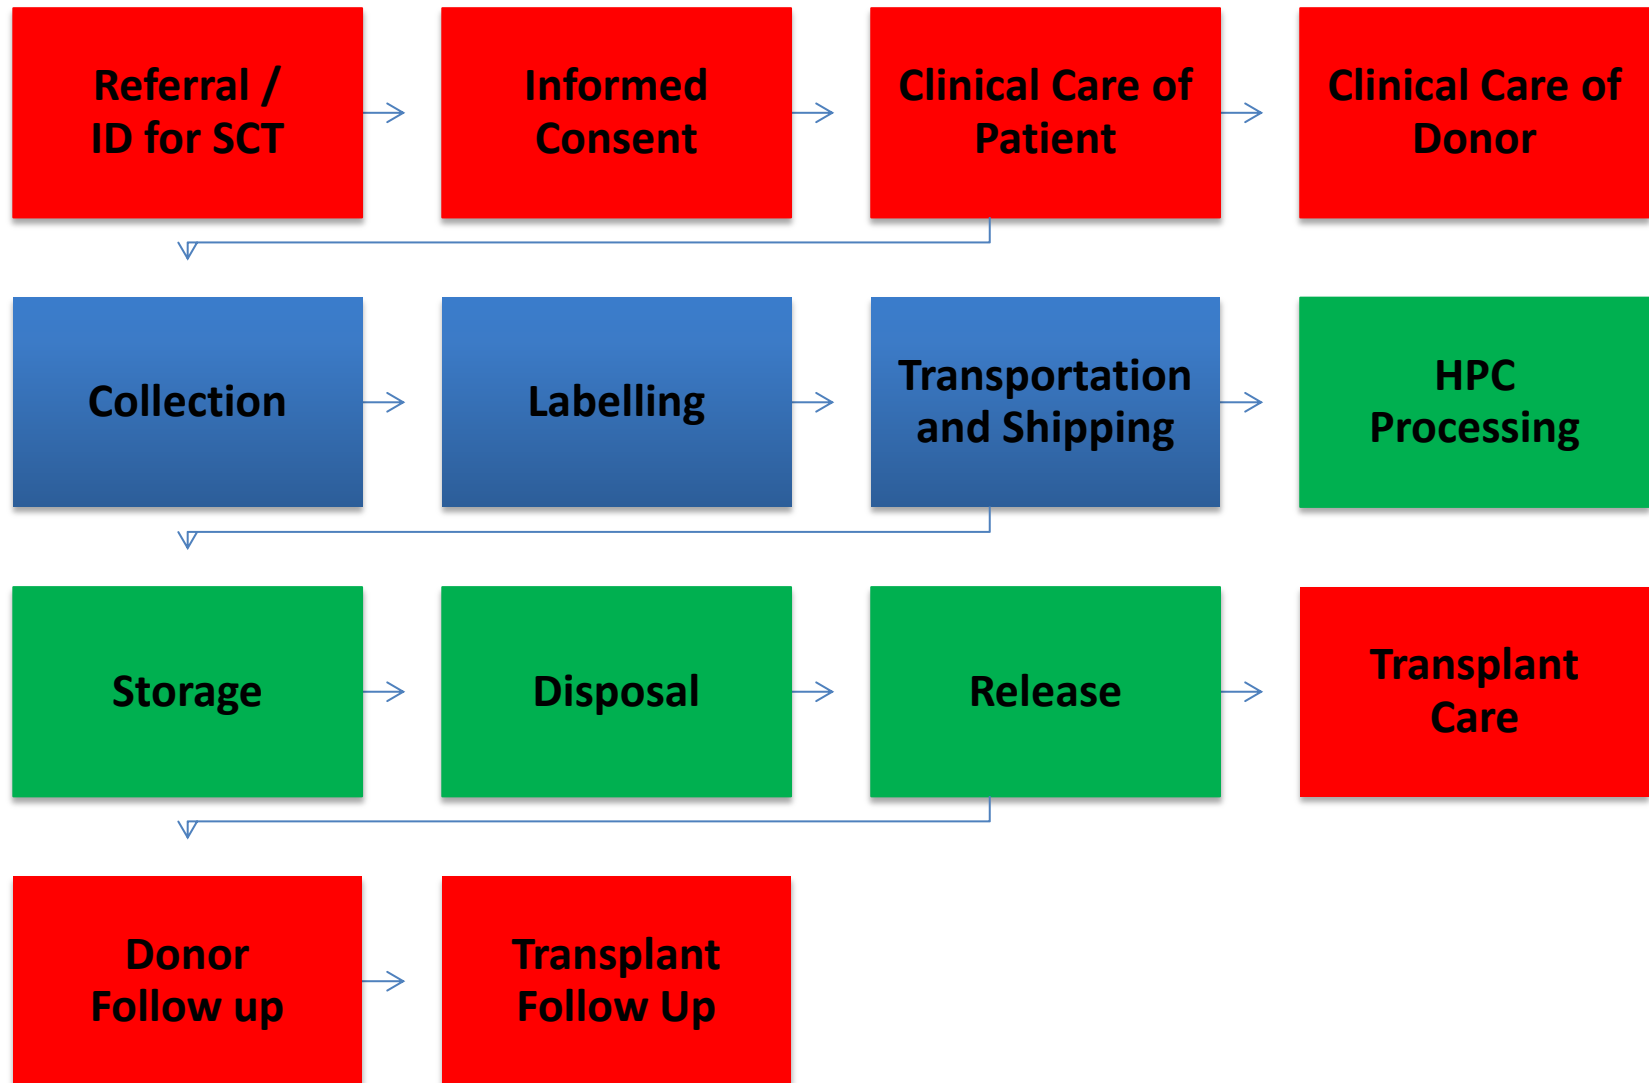 Referral /
ID for SCT
Informed
Consent
Clinical Care of
Patient
Clinical Care of
Donor
Collection
Labelling
Transportation
and Shipping
HPC
Processing
Storage
Disposal
Release
Transplant
Care
Donor
Follow up
Transplant
Follow Up